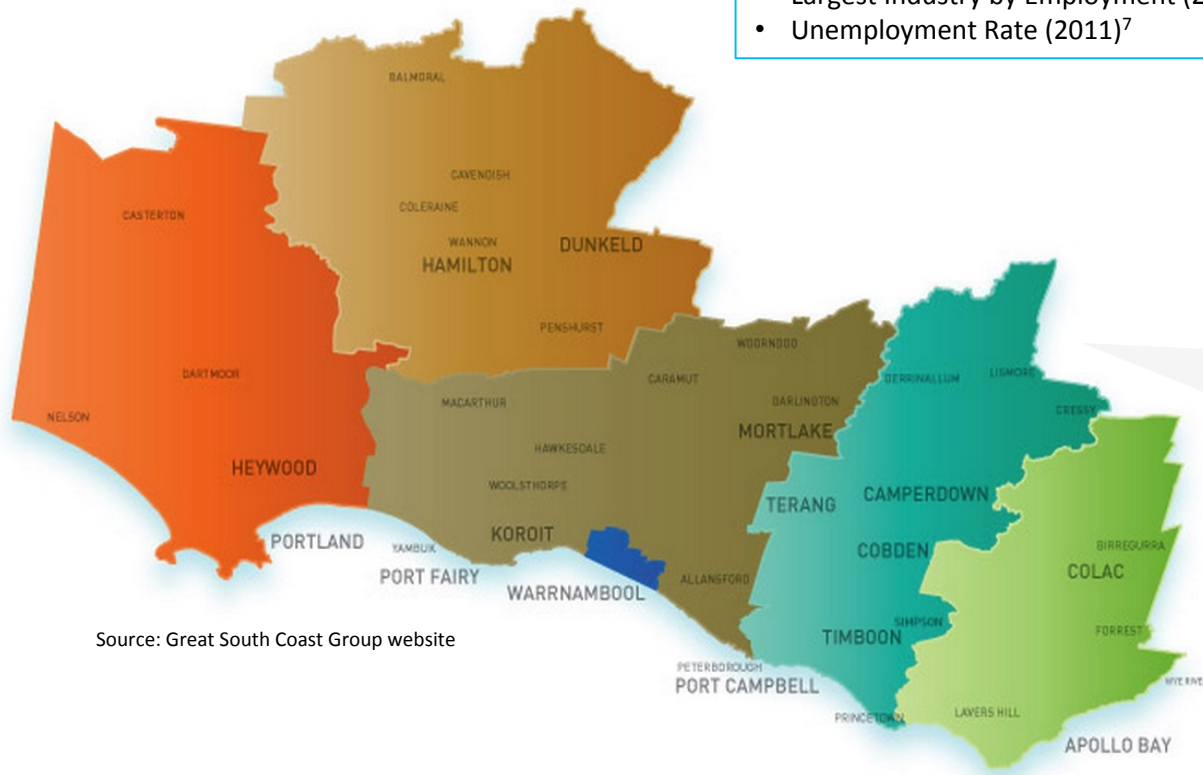 Largest Industry by Employment (2
• Unemployment Rate (2011)7
BALMORAL
CAVENDISH
CASTERTON
COLERAINE
WANNON
DUNKELD
HAMILTON
PENSHURST
WOORNDOO
DARTMOOR
CARAMUT
DERRINALLUM
LISMORE
MACARTHUR
DARLINGTON
CRESSY
NELSON
MORTLAKE
HAWKESDALE
HEYWOOD
WOOLSTHORPE
CAMPERDOWN
TERANG
KOROIT
PORTLAND
YAMBUK
COBDEN
BIRREGURRA
PORT FAIRY
COLAC
ALLANSFORD
WARRNAMBOOL
SIMPSON
FORREST
Source: Great South Coast Group website
TIMBOON
PETERBOROUGH
PORT CAMPBELL
WYE RIVE
PRINCETOWN
LAVERS HILL
APOLLO BAY